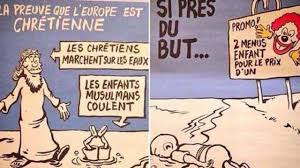 LA PREUVE QUE L'EUROPE EST
CHRÉTIENNE
LES CHRÉTIENS
MARCHENT SUR LES EAUX
LES ENFANTS
MUSULMANS
COULENT
SI PRÈS
DU
BUT...
PROMO!
2 MENUS
ENFANT
POUR LE PRIX
D'UN